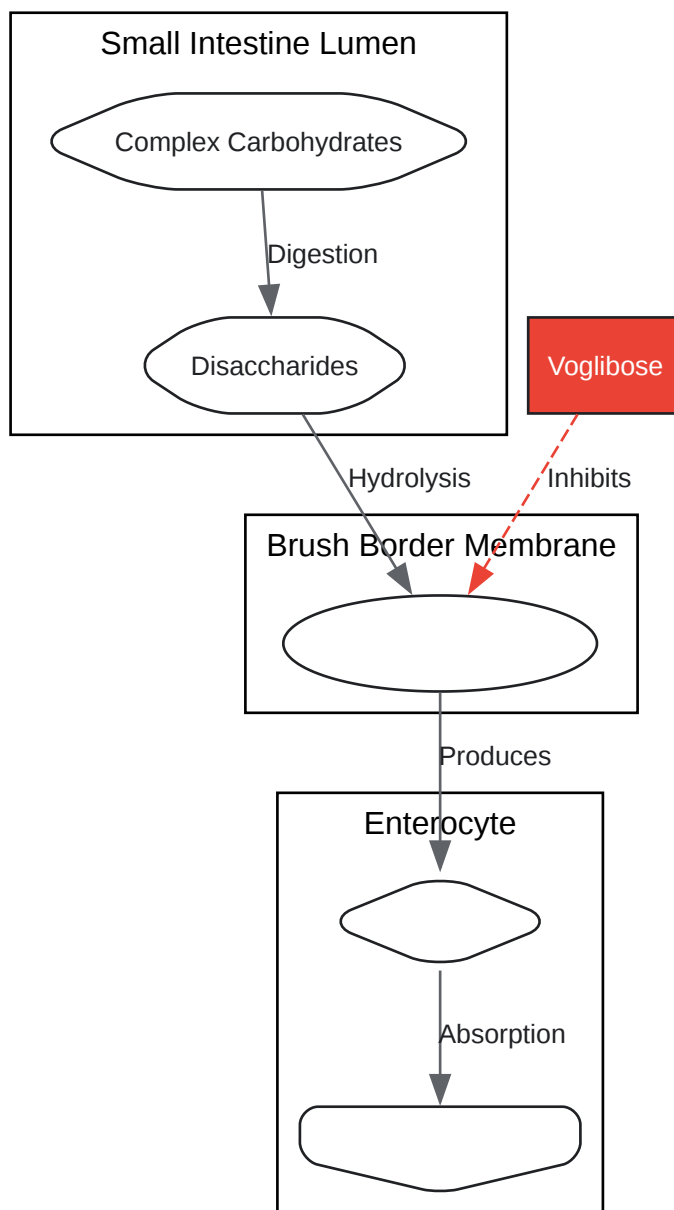 Small Intestine Lumen
Complex Carbohydrates
Digestion
Disaccharides
Voglibose
Hydrolysis
Inhibits
Brush Border Membrane
Produces
Enterocyte
Absorption